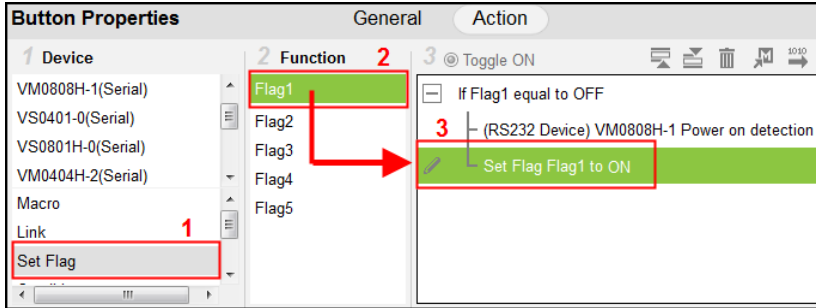 Button Properties General Action
1 Device 2 Function 2 3 Toggle ON
VM0808H-1(Serial)
VS0401-0(Serial)
VS0801H-0(Serial)
VM0404H-2(Serial)
Macro
Link 1
Set Flag
Flag1
Flag2
Flag3
Flag4
Flag5
If Flag1 equal to OFF
3 (RS232 Device) VM0808H-1 Power on detection
Set Flag Flag1 to ON
M
1010